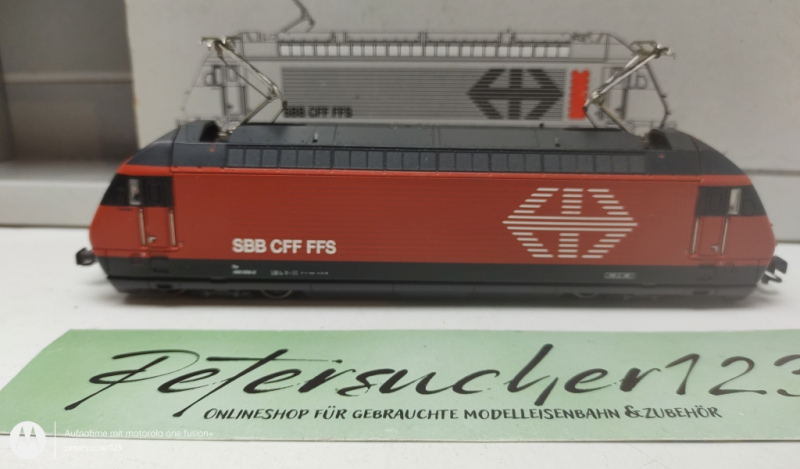 SBB CFF FFS
SBB CFF FFS
Petersucher123
ONLINESHOP FÜR GEBRAUCHTE MODELLEISENBAHN & ZUBEHÖR
Aufnahme mit motorola one fusion+